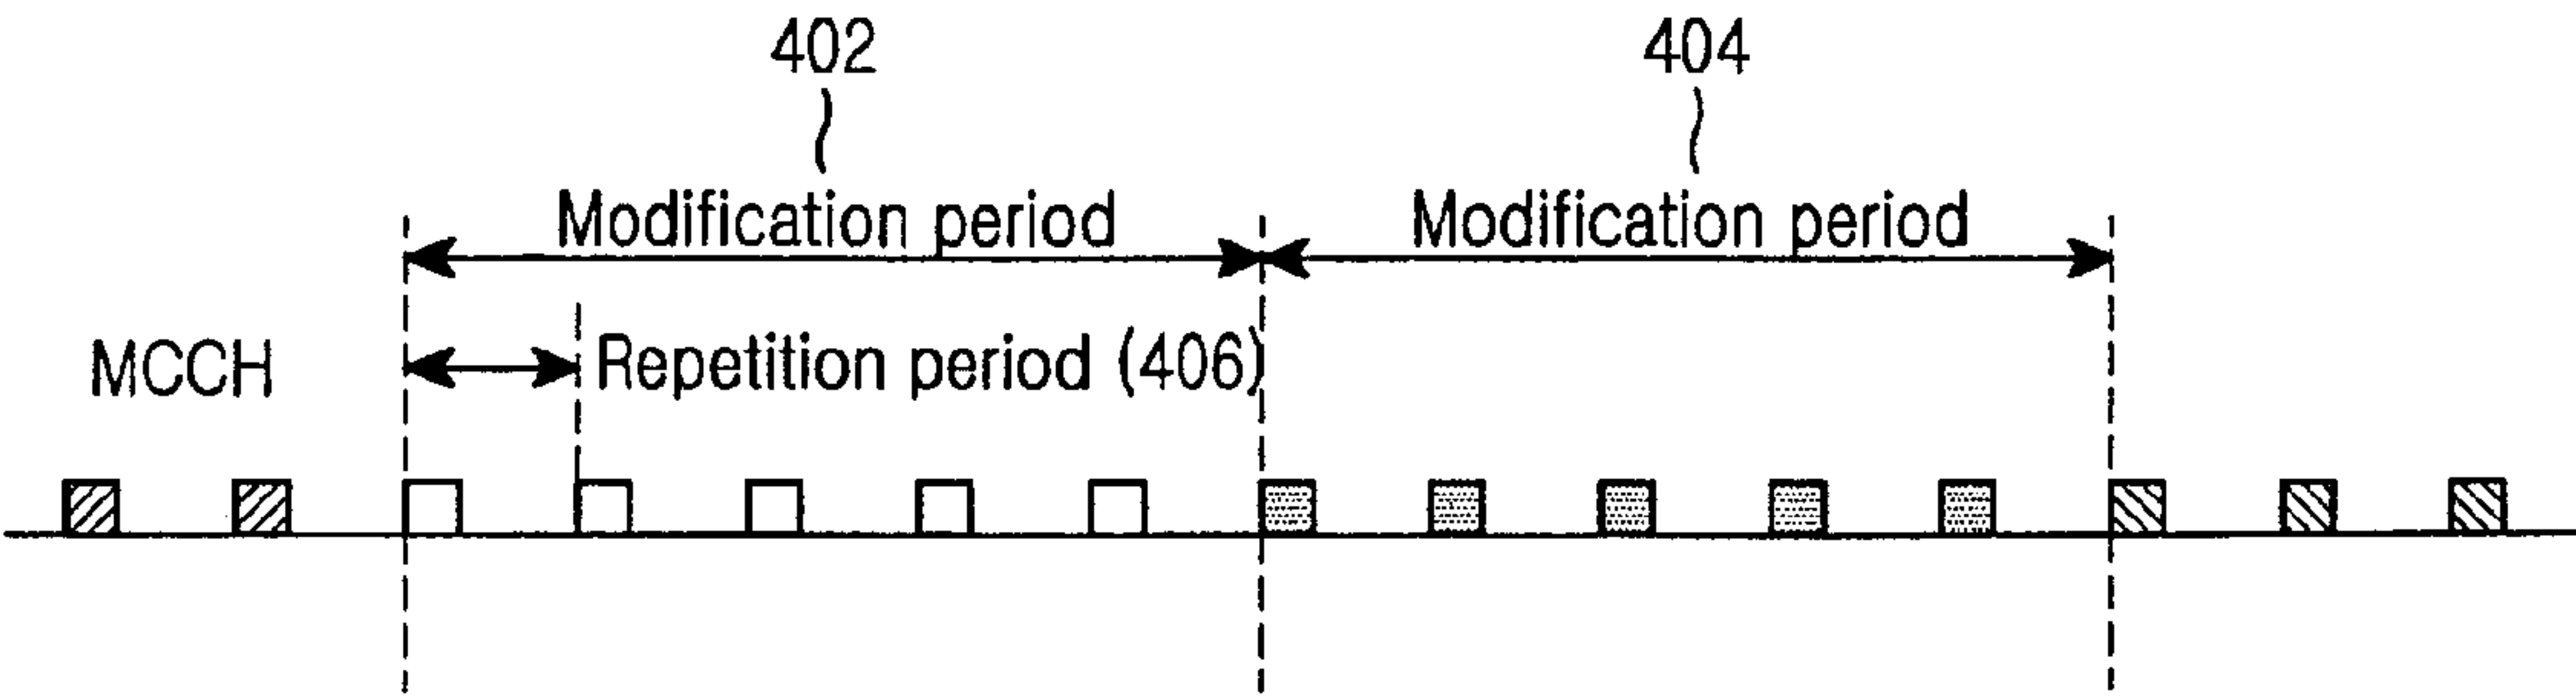 402
404
Modification period
Modification period
MCCH
Repetition period (406)